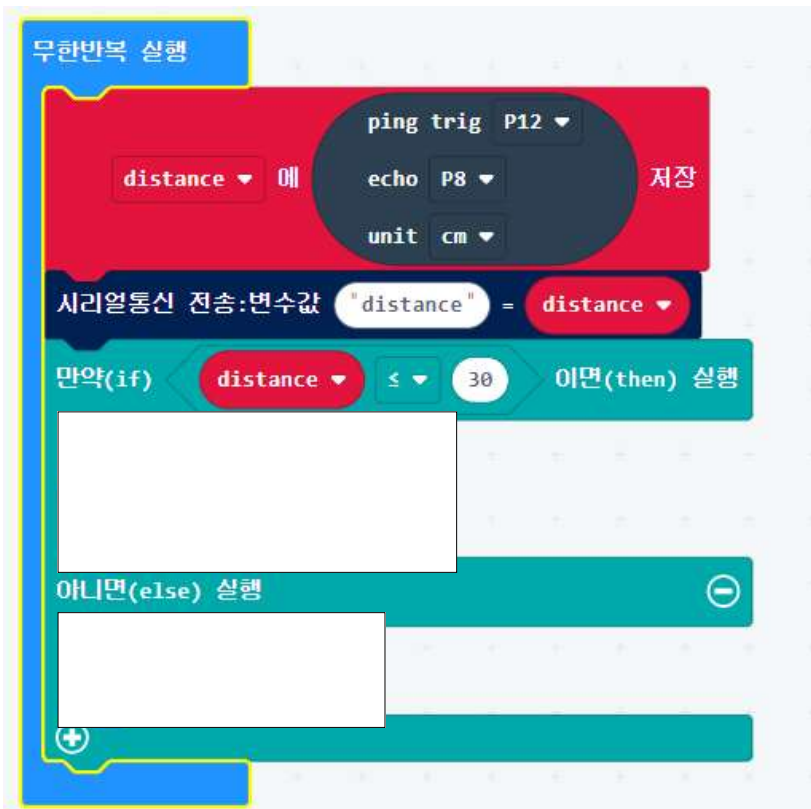 무한반복 실행
ping trig P12
distance 에 echo P8 저장
unit cm
시리얼통신 전송:변수값 "distance" = distance
만약(if) distance ≤ 30 이면(then) 실행
아니면(else) 실행